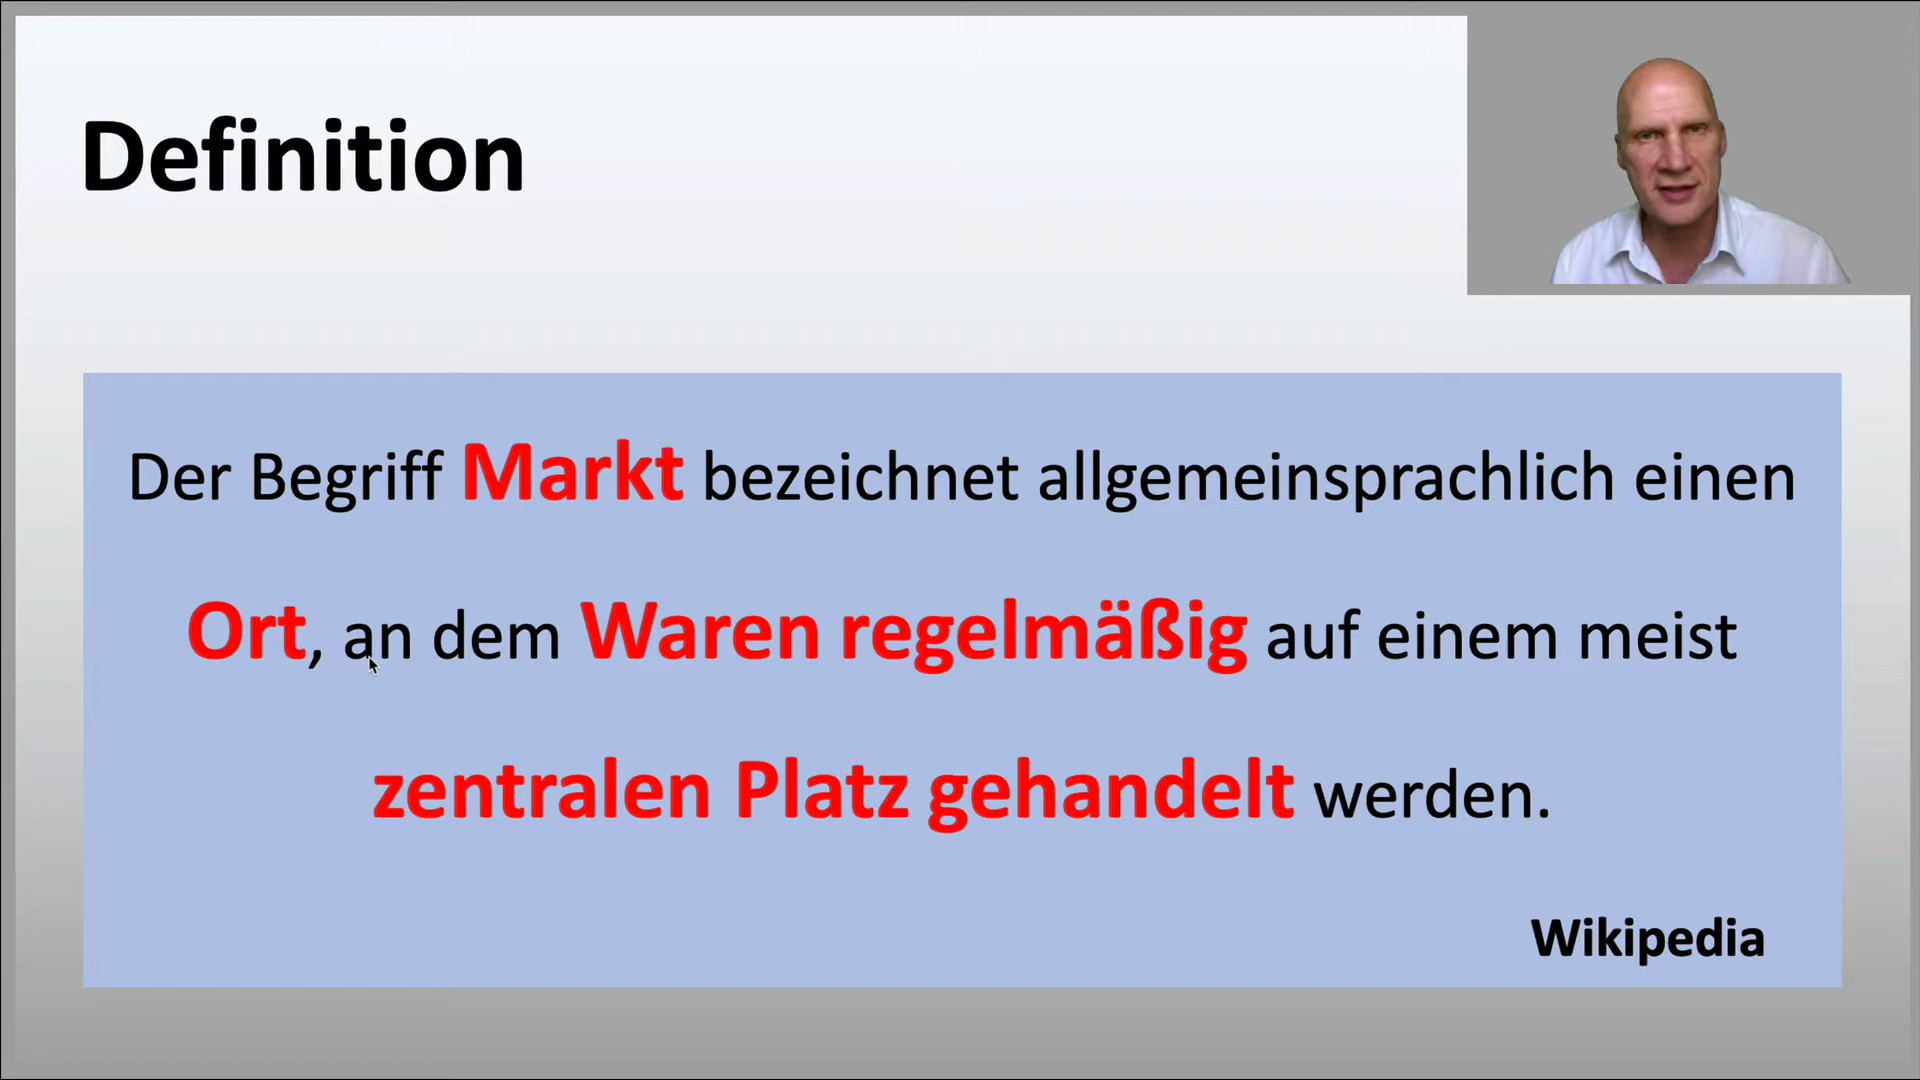 Definition
Der Begriff Markt bezeichnet allgemeinsprachlich einen
Ort, an dem Waren regelmäßig auf einem meist
zentralen Platz gehandelt werden.
Wikipedia